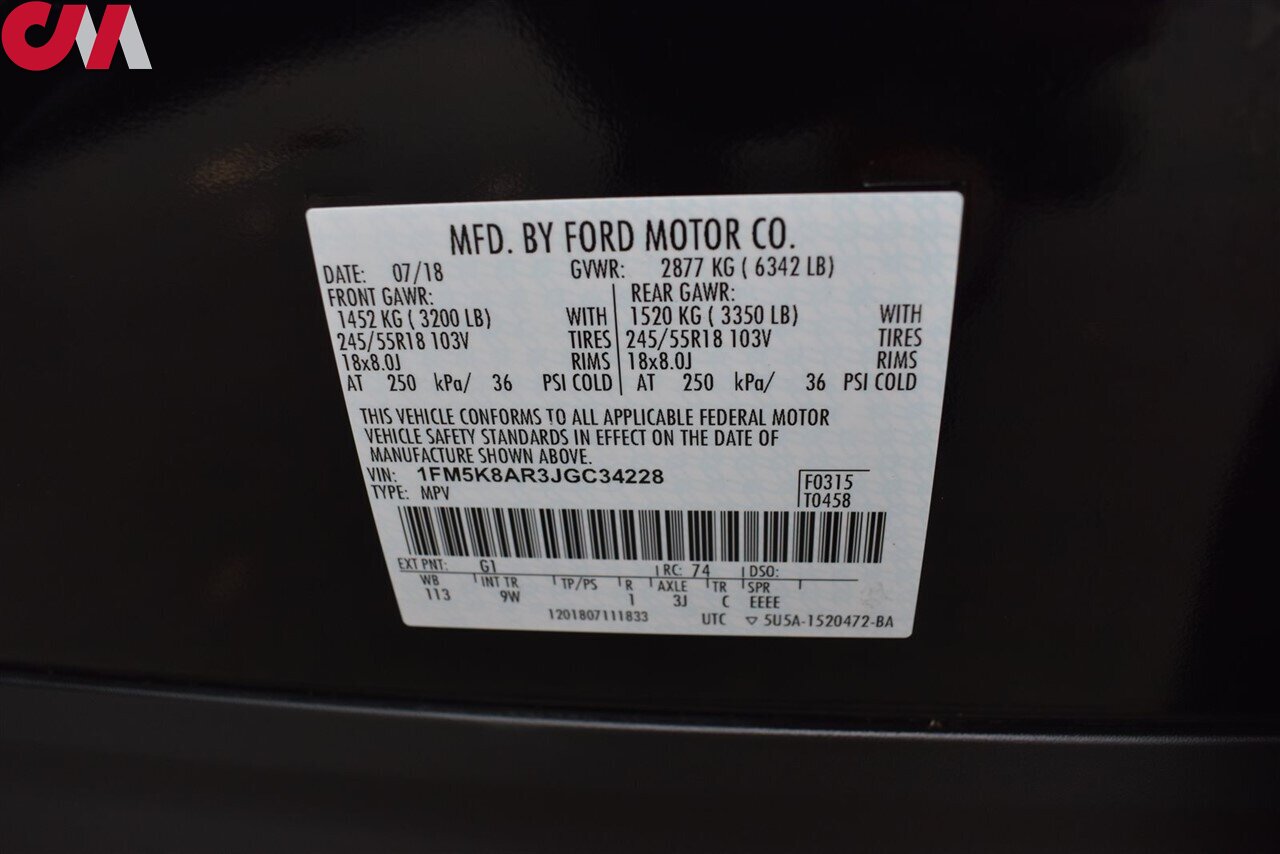 CM
MFD. BY FORD MOTOR CO.
DATE: 07/18 GVWR: 2877 KG ( 6342 LB)
FRONT GAWR: REAR GAWR:
1452 KG ( 3200 LB) WITH 1520 KG ( 3350 LB) WITH
245/55R18 103V TIRES 245/55R18 103V TIRES
18x8.0J RIMS 18x8.0J RIMS
AT 250 kPa/ 36 PSI COLD AT 250 kPa/ 36 PSI COLD
THIS VEHICLE CONFORMS TO ALL APPLICABLE FEDERAL MOTOR
VEHICLE SAFETY STANDARDS IN EFFECT ON THE DATE OF
MANUFACTURE SHOWN ABOVE.
VIN: 1FM5K8AR3JGC34228 F0315
TYPE: MPV T0458
EXT PNT: G1 RC: 74 DSO:
WB INT TR TP/PS R AXLE TR SPR
113 9W 1 3J C EEEE
1201807111833 UTC ▽ 5U5A-1520472-BA